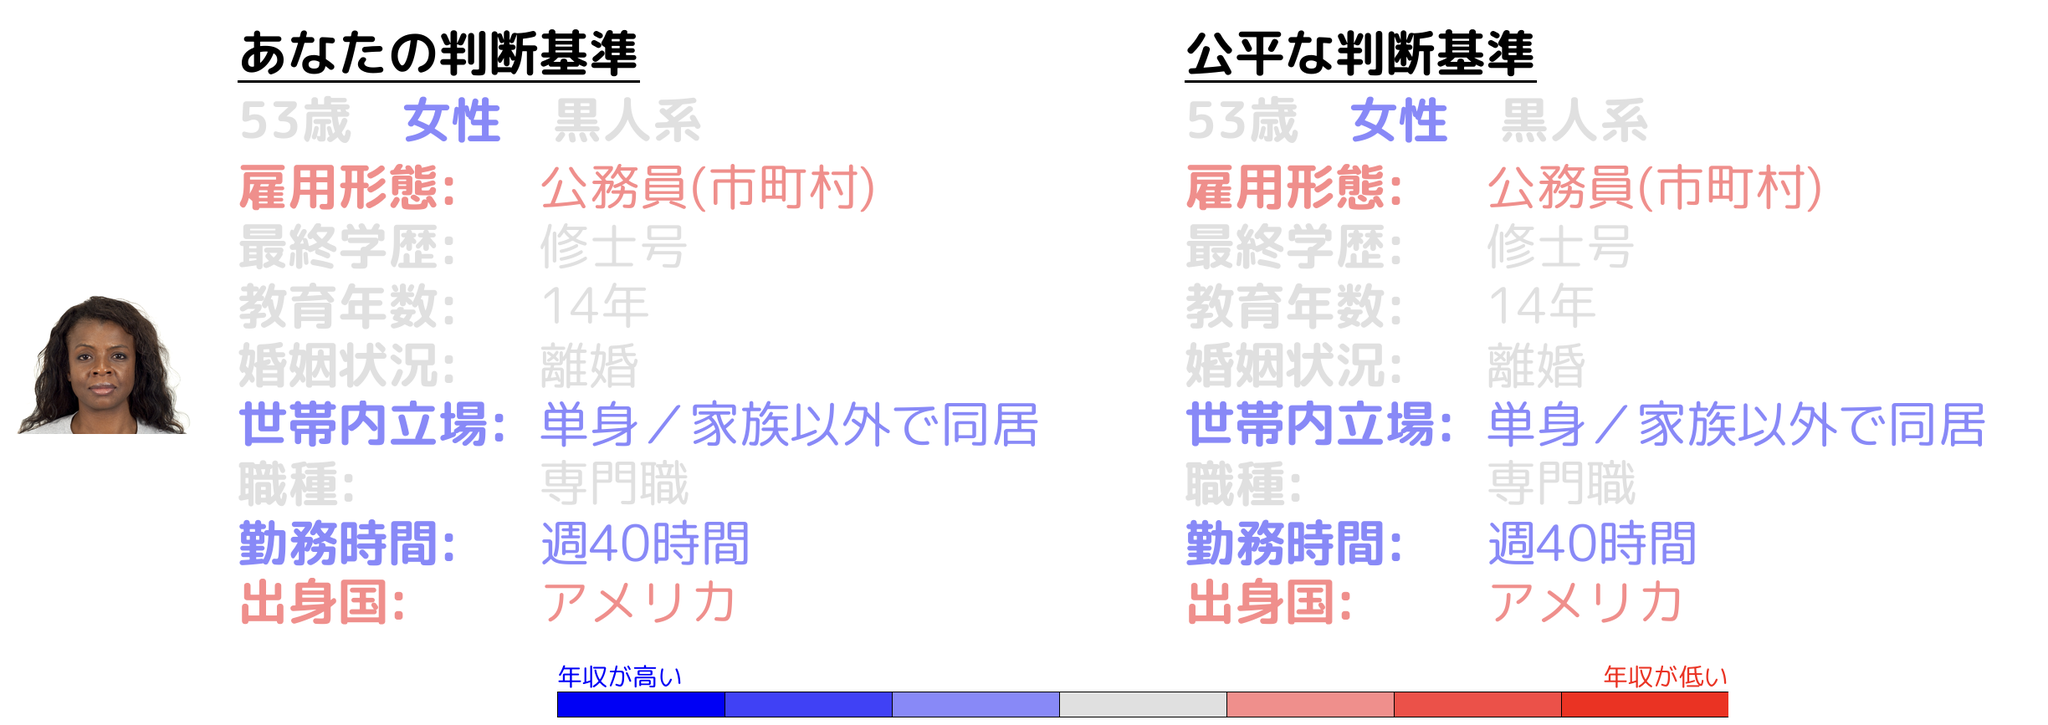 あなたの判断基準
53歳 女性 黒人系
雇用形態: 公務員(市町村)
最終学歴: 修士号
教育年数: 14年
婚姻状況: 離婚
世帯内立場: 単身／家族以外で同居
職種: 専門職
勤務時間: 週40時間
出身国: アメリカ
公平な判断基準
53歳 女性 黒人系
雇用形態: 公務員(市町村)
最終学歴: 修士号
教育年数: 14年
婚姻状況: 離婚
世帯内立場: 単身／家族以外で同居
職種: 専門職
勤務時間: 週40時間
出身国: アメリカ
年収が高い
年収が低い